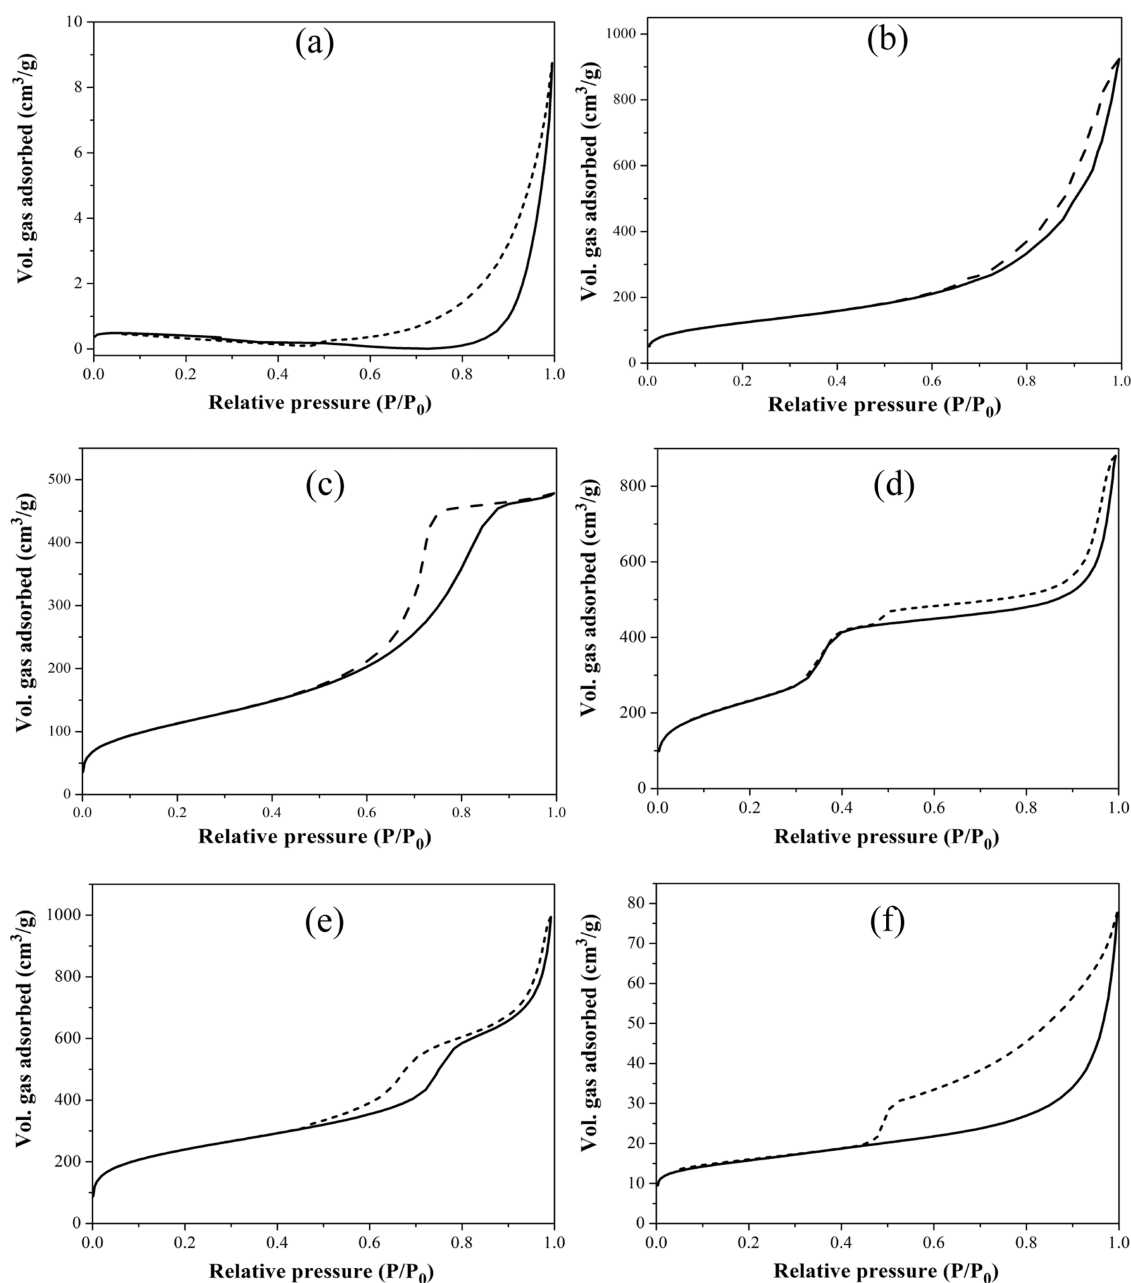 (a)
Vol. gas adsorbed (cm³/g)
10
8
6
4
2
0
0.0 0.2 0.4 0.6 0.8 1.0
Relative pressure (P/P₀)
(b)
Vol. gas adsorbed (cm³/g)
1000
800
600
400
200
0
0.0 0.2 0.4 0.6 0.8 1.0
Relative pressure (P/P₀)
(c)
Vol. gas adsorbed (cm³/g)
500
400
300
200
100
0
0.0 0.2 0.4 0.6 0.8 1.0
Relative pressure (P/P₀)
(d)
Vol. gas adsorbed (cm³/g)
800
600
400
200
0
0.0 0.2 0.4 0.6 0.8 1.0
Relative pressure (P/P₀)
(e)
Vol. gas adsorbed (cm³/g)
1000
800
600
400
200
0
0.0 0.2 0.4 0.6 0.8 1.0
Relative pressure (P/P₀)
(f)
Vol. gas adsorbed (cm³/g)
80
70
60
50
40
30
20
10
0
0.0 0.2 0.4 0.6 0.8 1.0
Relative pressure (P/P₀)